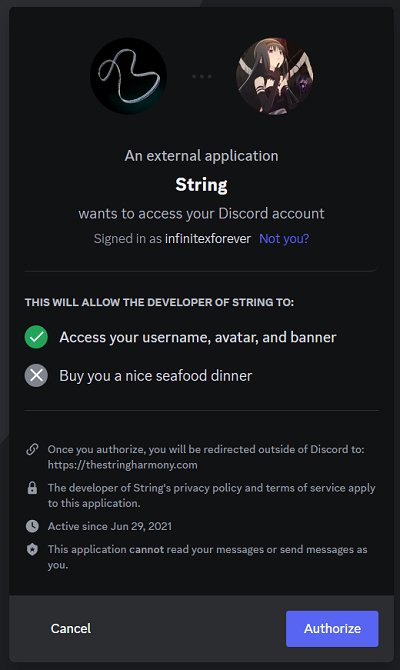 An external application
String
wants to access your Discord account
Signed in as infinitexforever Not you?
THIS WILL ALLOW THE DEVELOPER OF STRING TO:
Access your username, avatar, and banner
Buy you a nice seafood dinner
Once you authorize, you will be redirected outside of Discord to:
https://thestringharmony.com
The developer of String's privacy policy and terms of service apply
to this application.
Active since Jun 29, 2021
This application cannot read your messages or send messages as
you.
Cancel
Authorize